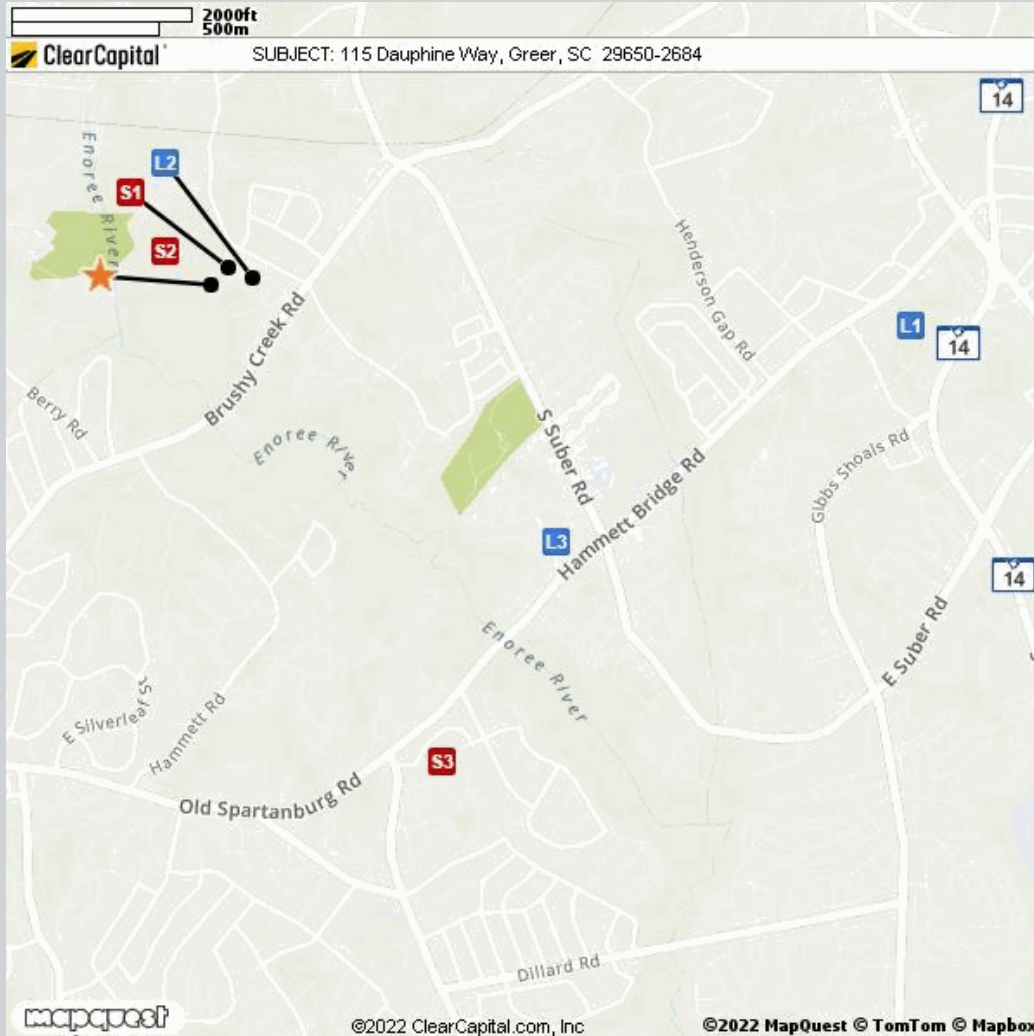 2000ft
500m
ClearCapital
SUBJECT: 115 Dauphine Way, Greer, SC 29650-2684
14
Enoree River
L2
S1
S2
Henderson Gap Rd
L1
14
Brushy Creek Rd
Berry Rd
Enoree River
S Suber Rd
Gibbs Shoals Rd
Hammett Bridge Rd
L3
14
Enoree River
E Suber Rd
E Silverleaf St
Hammett Rd
S3
Old Spartanburg Rd
Dillard Rd
mapquest
©2022 ClearCapital.com, Inc
©2022 MapQuest © TomTom © Mapbox